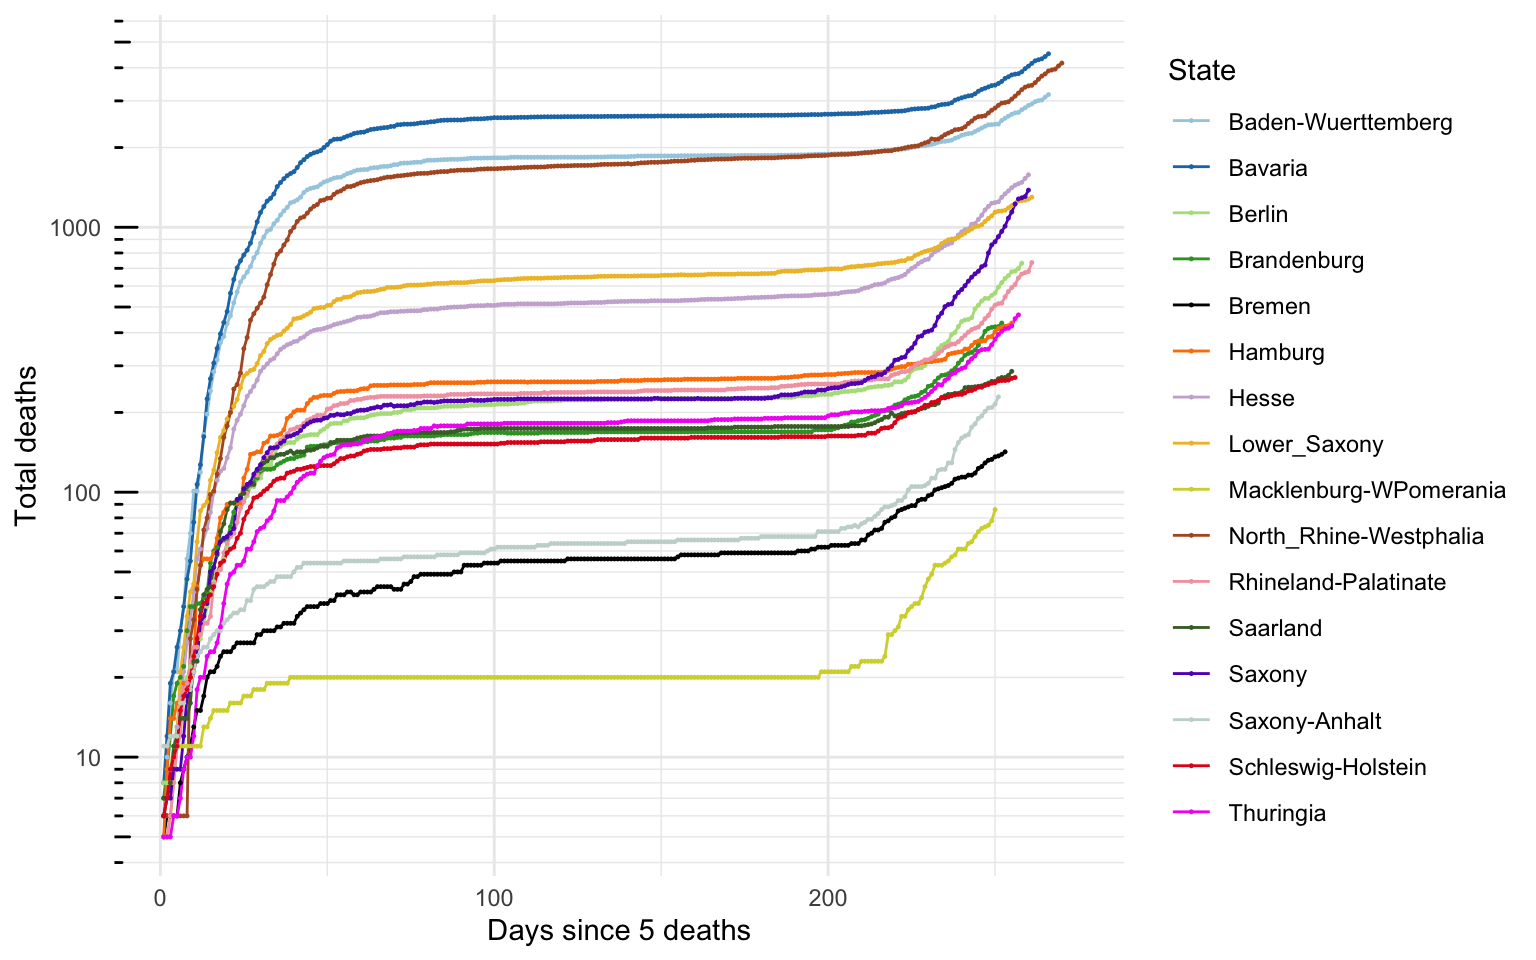 Total deaths
1000
100
10
0
100
200
Days since 5 deaths
State
Baden-Wuerttemberg
Bavaria
Berlin
Brandenburg
Bremen
Hamburg
Hesse
Lower_Saxony
Macklenburg-WPomerania
North_Rhine-Westphalia
Rhineland-Palatinate
Saarland
Saxony
Saxony-Anhalt
Schleswig-Holstein
Thuringia